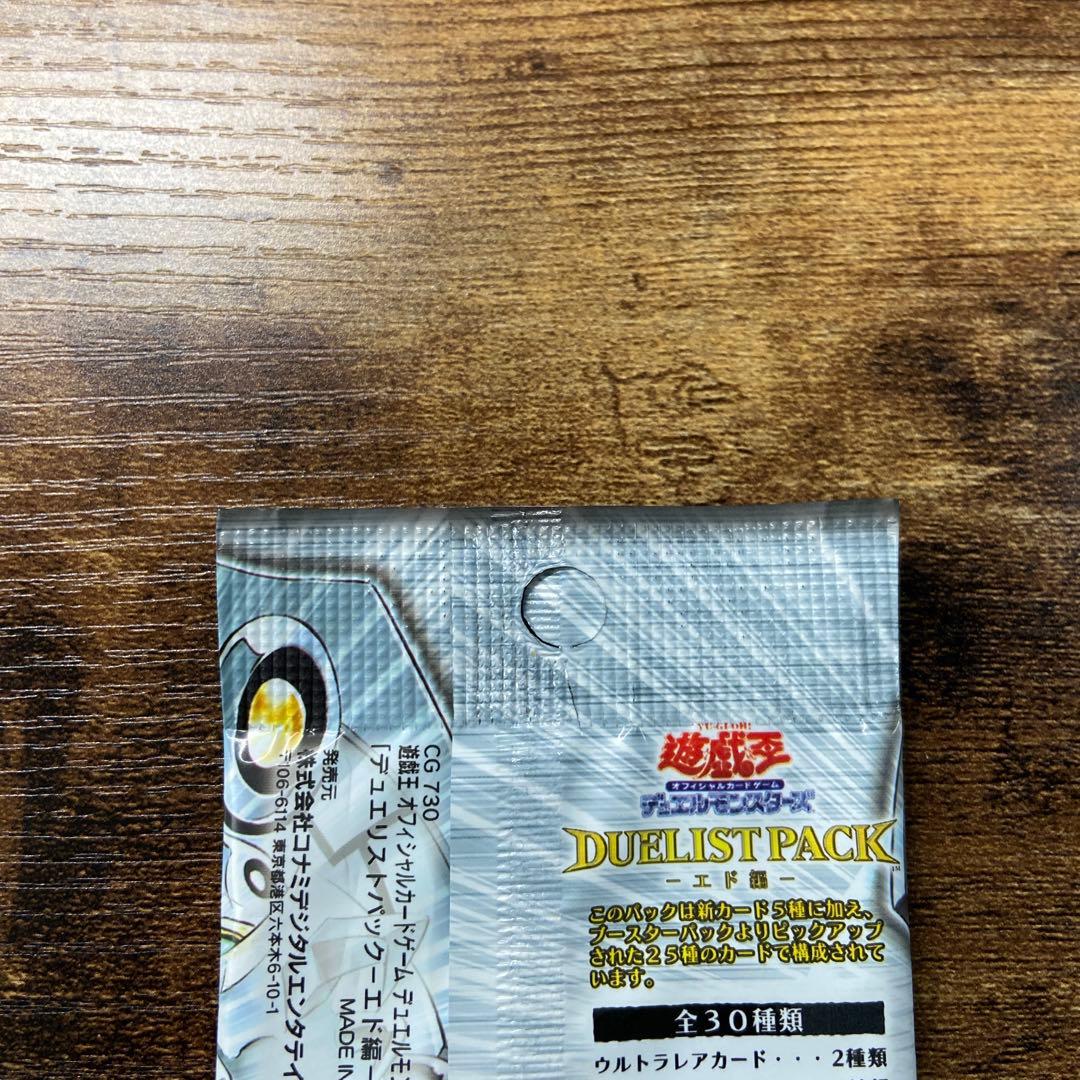 YU-GI-OH!
遊戯王
オフィシャルカードゲーム
デュエルモンスターズ
DUELIST PACK™
－エド編－
このパックは新カード５種に加え、
ブースターパックよりピックアップ
された２５種のカードで構成されて
います。
全３０種類
ウルトラレアカード・・・2種類
CG 730
遊戯王 オフィシャルカードゲーム デュエルモン
「デュエリストパックーエド編ー
MADE IN
発売元
株式会社コナミデジタルエンタテイ
〒106-6114 東京都港区六本木6-10-1